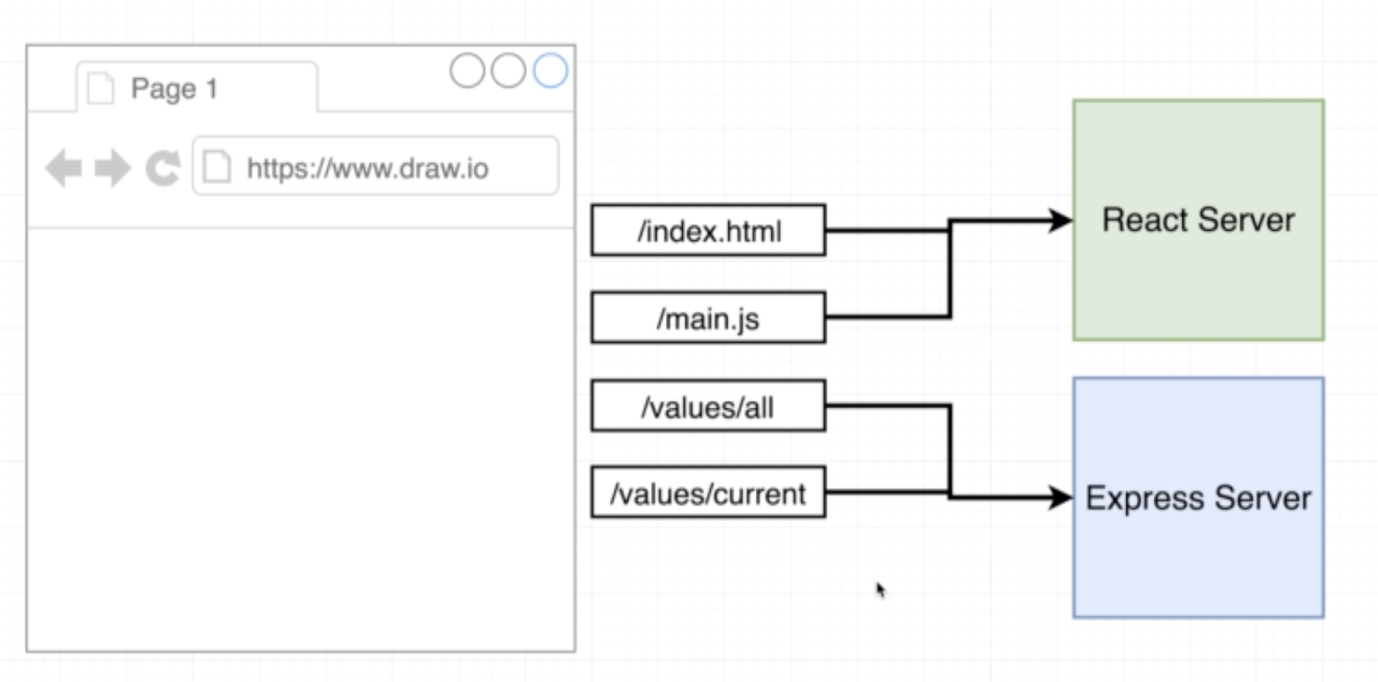 Page 1
https://www.draw.io
/index.html
/main.js
/values/all
/values/current
React Server
Express Server